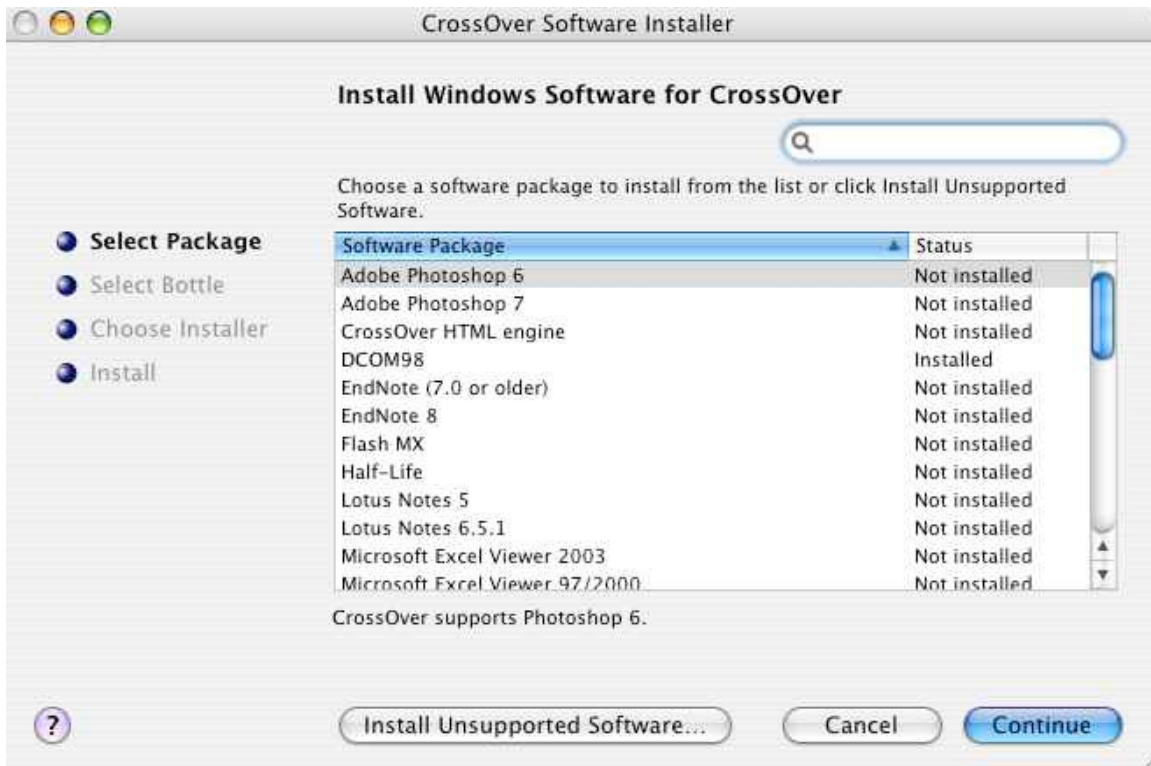 CrossOver Software Installer
Install Windows Software for CrossOver
Choose a software package to install from the list or click Install Unsupported
Software.
Select Package
Select Bottle
Choose Installer
Install
Software Package Status
Adobe Photoshop 6 Not installed
Adobe Photoshop 7 Not installed
CrossOver HTML engine Not installed
DCOM98 Installed
EndNote (7.0 or older) Not installed
EndNote 8 Not installed
Flash MX Not installed
Half-Life Not installed
Lotus Notes 5 Not installed
Lotus Notes 6.5.1 Not installed
Microsoft Excel Viewer 2003 Not installed
Microsoft Excel Viewer 97/2000 Not installed
CrossOver supports Photoshop 6.
? Install Unsupported Software... Cancel Continue